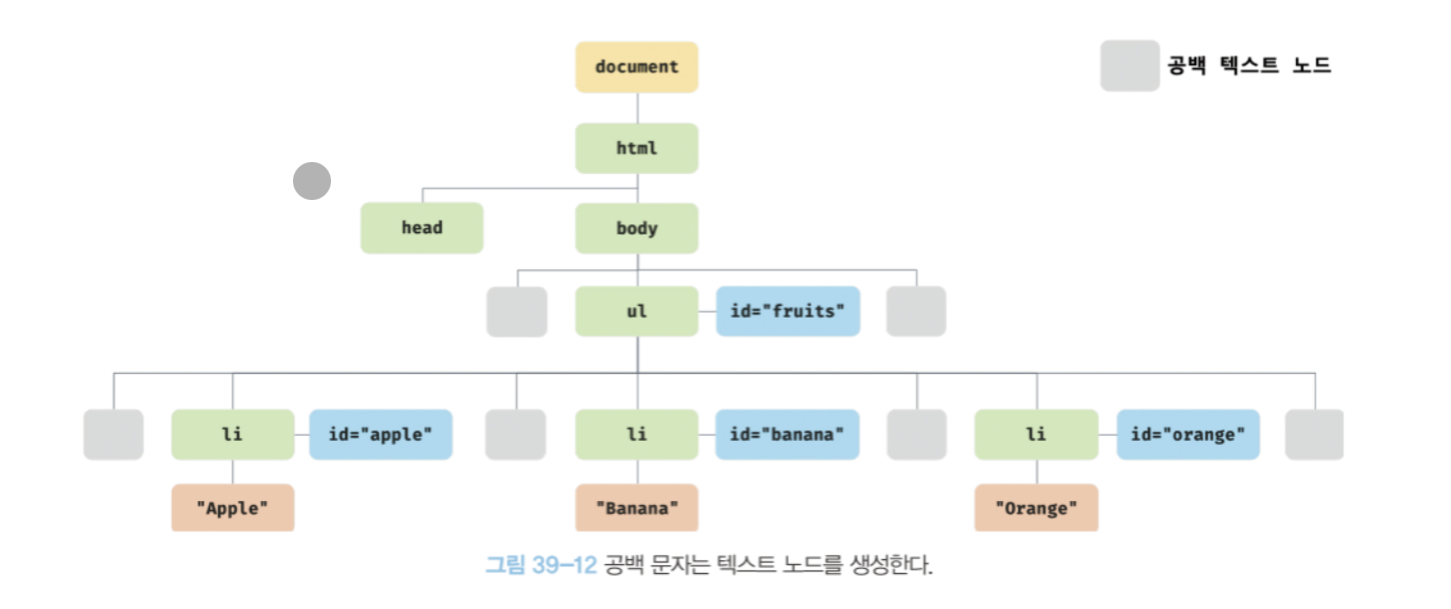 document
공백 텍스트 노드
html
head
body
ul
id="fruits"
li
id="apple"
li
id="banana"
li
id="orange"
"Apple"
"Banana"
"Orange"
그림 39-12 공백 문자는 텍스트 노드를 생성한다.